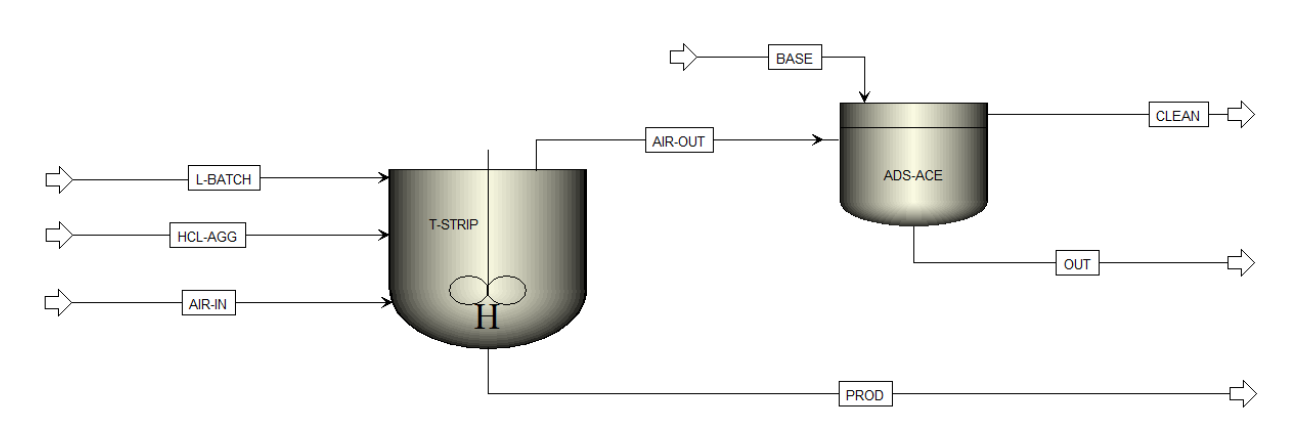 BASE
CLEAN
AIR-OUT
L-BATCH
ADS-ACE
T-STRIP
HCL-AGG
OUT
AIR-IN
H
PROD